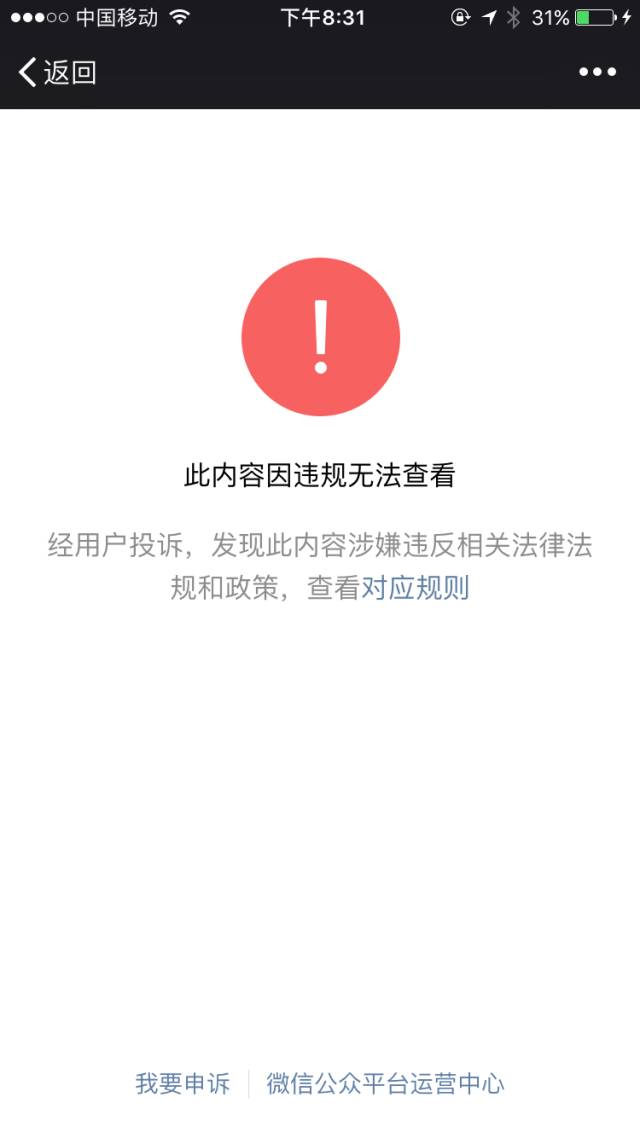 中国移动 下午8:31 31%
返回
!
此内容因违规无法查看
经用户投诉，发现此内容涉嫌违反相关法律法
规和政策，查看对应规则
我要申诉 微信公众平台运营中心